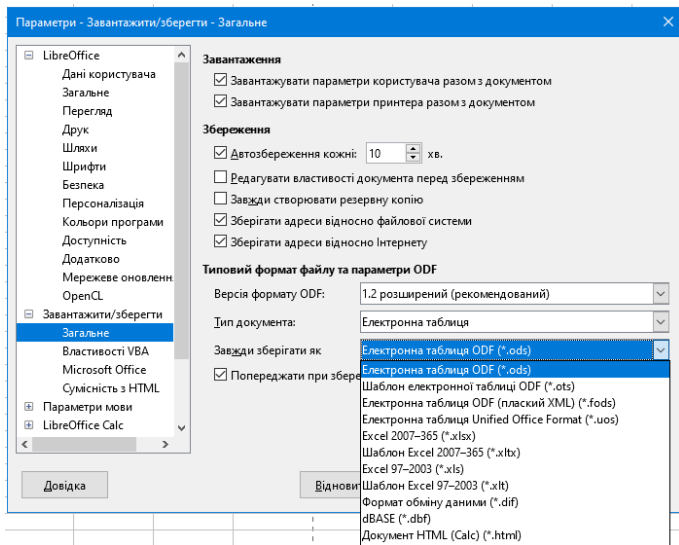 Параметри - Завантажити/зберегти - Загальне
LibreOffice
Дані користувача
Загальне
Перегляд
Друк
Шляхи
Шрифти
Безпека
Персоналізація
Кольори програми
Доступність
Додатково
Мережеве оновленн
OpenCL
Завантажити/зберегти
Загальне
Властивості VBA
Microsoft Office
Сумісність з HTML
Параметри мови
LibreOffice Calc
Завантаження
Завантажувати параметри користувача разом з документом
Завантажувати параметри принтера разом з документом
Збереження
Автозбереження кожні: 10 хв.
Редагувати властивості документа перед збереженням
Завжди створювати резервну копію
Зберігати адреси відносно файлової системи
Зберігати адреси відносно Інтернету
Типовий формат файлу та параметри ODF
Версія формату ODF: 1.2 розширений (рекомендований)
Тип документа: Електронна таблиця
Завжди зберігати як Електронна таблиця ODF (*.ods)
Попереджати при збере
Електронна таблиця ODF (*.ods)
Шаблон електронної таблиці ODF (*.ots)
Електронна таблиця ODF (плаский XML) (*.fods)
Електронна таблиця Unified Office Format (*.uos)
Excel 2007–365 (*.xlsx)
Шаблон Excel 2007–365 (*.xltx)
Excel 97–2003 (*.xls)
Шаблон Excel 97–2003 (*.xlt)
Формат обміну даними (*.dif)
dBASE (*.dbf)
Документ HTML (Calc) (*.html)
Довідка
Відновит